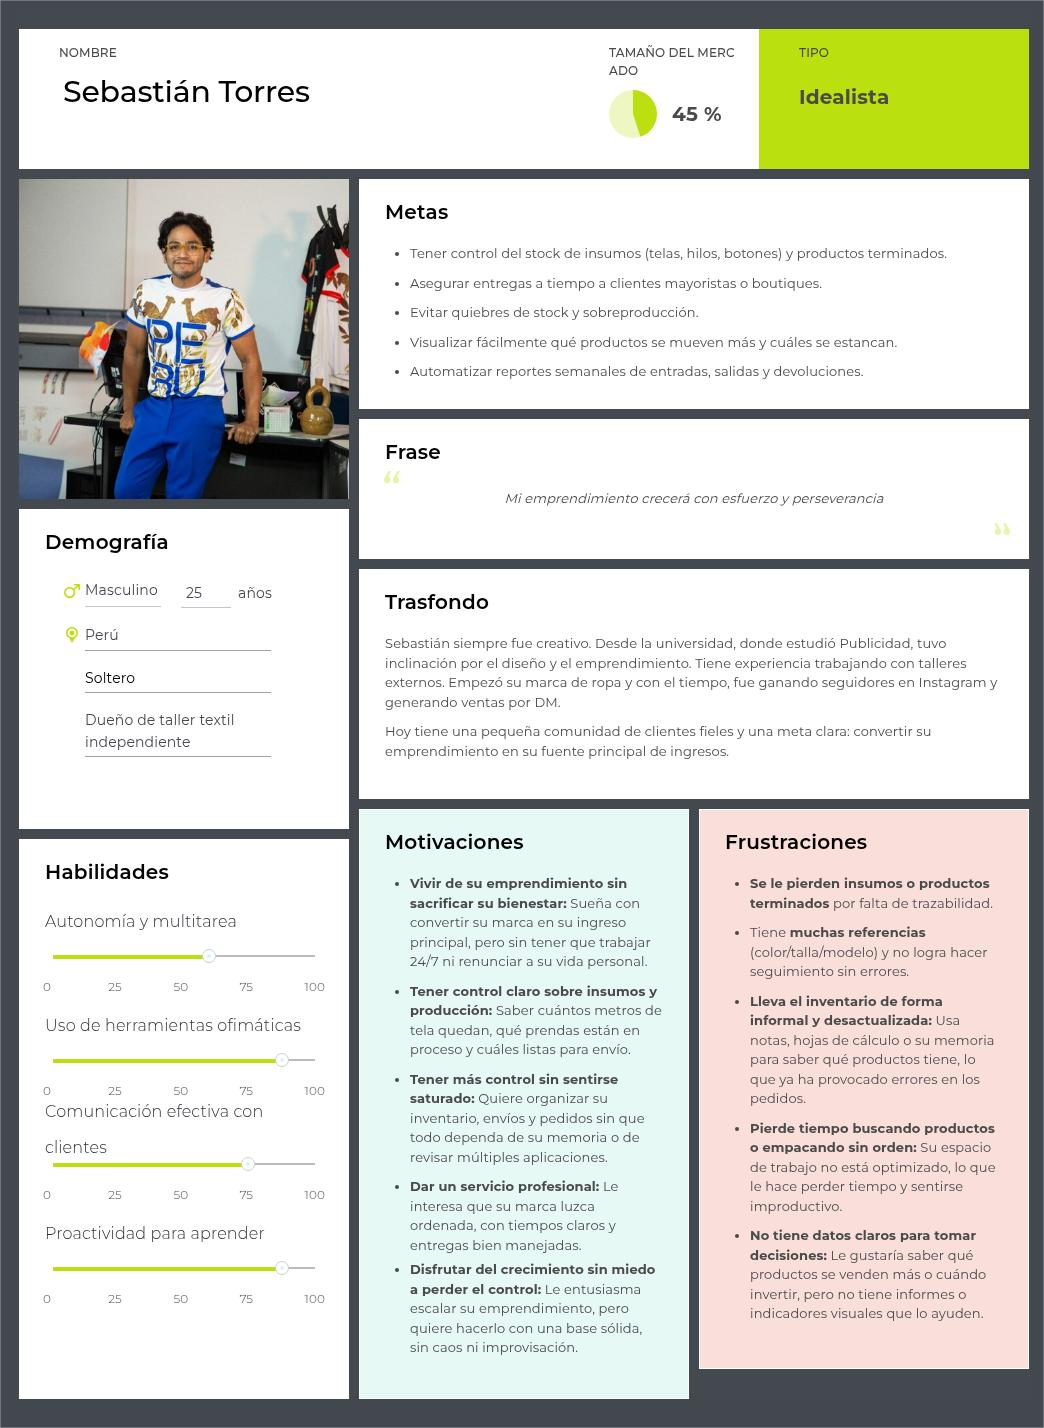 NOMBRE
Sebastián Torres
TAMAÑO DEL MERC
ADO
45 %
TIPO
Idealista
PE
RU
Metas
• Tener control del stock de insumos (telas, hilos, botones) y productos terminados.
• Asegurar entregas a tiempo a clientes mayoristas o boutiques.
• Evitar quiebres de stock y sobreproducción.
• Visualizar fácilmente qué productos se mueven más y cuáles se estancan.
• Automatizar reportes semanales de entradas, salidas y devoluciones.
Frase
“
Mi emprendimiento crecerá con esfuerzo y perseverancia
”
Demografía
Masculino 25 años
Perú
Soltero
Dueño de taller textil
independiente
Trasfondo
Sebastián siempre fue creativo. Desde la universidad, donde estudió Publicidad, tuvo
inclinación por el diseño y el emprendimiento. Tiene experiencia trabajando con talleres
externos. Empezó su marca de ropa y con el tiempo, fue ganando seguidores en Instagram y
generando ventas por DM.
Hoy tiene una pequeña comunidad de clientes fieles y una meta clara: convertir su
emprendimiento en su fuente principal de ingresos.
Habilidades
Autonomía y multitarea
0 25 50 75 100
Uso de herramientas ofimáticas
0 25 50 75 100
Comunicación efectiva con
clientes
0 25 50 75 100
Proactividad para aprender
0 25 50 75 100
Motivaciones
• Vivir de su emprendimiento sin
sacrificar su bienestar: Sueña con
convertir su marca en su ingreso
principal, pero sin tener que trabajar
24/7 ni renunciar a su vida personal.
• Tener control claro sobre insumos y
producción: Saber cuántos metros de
tela quedan, qué prendas están en
proceso y cuáles listas para envío.
• Tener más control sin sentirse
saturado: Quiere organizar su
inventario, envíos y pedidos sin que
todo dependa de su memoria o de
revisar múltiples aplicaciones.
• Dar un servicio profesional: Le
interesa que su marca luzca
ordenada, con tiempos claros y
entregas bien manejadas.
• Disfrutar del crecimiento sin miedo
a perder el control: Le entusiasma
escalar su emprendimiento, pero
quiere hacerlo con una base sólida,
sin caos ni improvisación.
Frustraciones
• Se le pierden insumos o productos
terminados por falta de trazabilidad.
• Tiene muchas referencias
(color/talla/modelo) y no logra hacer
seguimiento sin errores.
• Lleva el inventario de forma
informal y desactualizada: Usa
notas, hojas de cálculo o su memoria
para saber qué productos tiene, lo
que ya ha provocado errores en los
pedidos.
• Pierde tiempo buscando productos
o empacando sin orden: Su espacio
de trabajo no está optimizado, lo que
le hace perder tiempo y sentirse
improductivo.
• No tiene datos claros para tomar
decisiones: Le gustaría saber qué
productos se venden más o cuándo
invertir, pero no tiene informes o
indicadores visuales que lo ayuden.